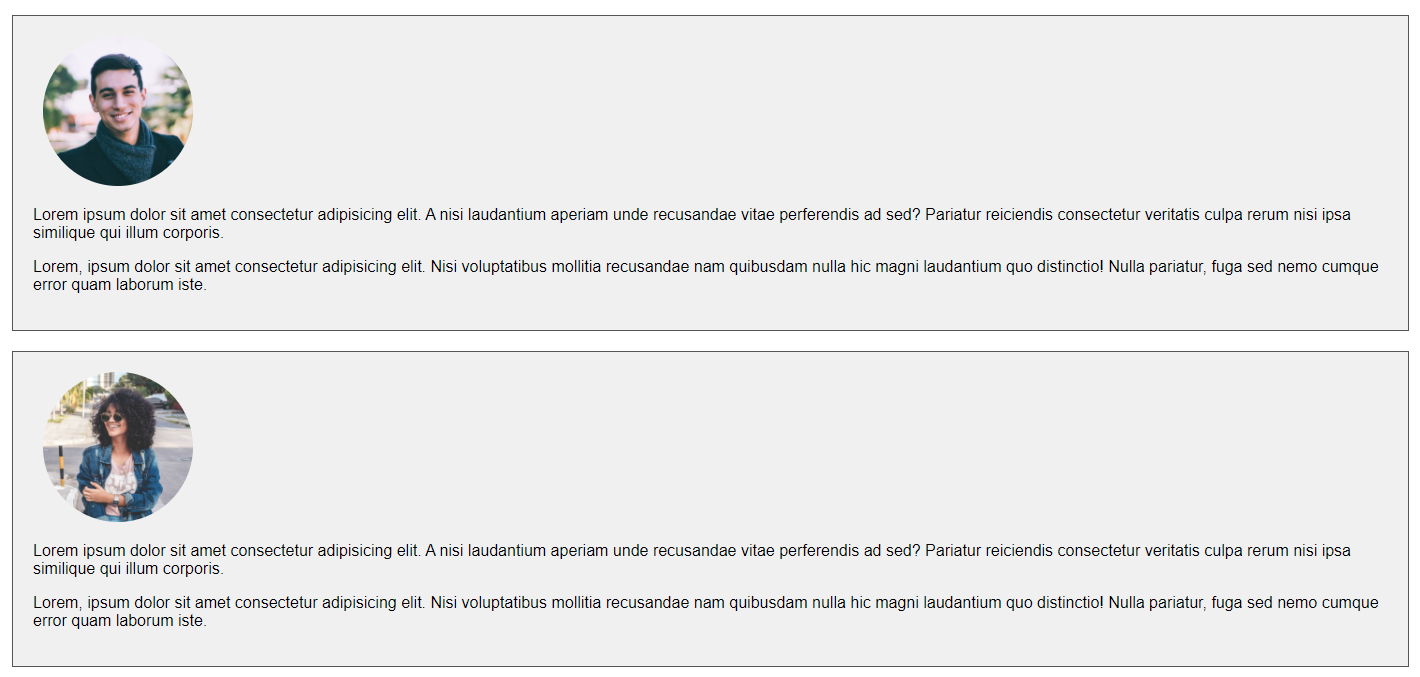 Lorem ipsum dolor sit amet consectetur adipisicing elit. A nisi laudantium aperiam unde recusandae vitae perferendis ad sed? Pariatur reiciendis consectetur veritatis culpa rerum nisi ipsa
similique qui illum corporis.
Lorem, ipsum dolor sit amet consectetur adipisicing elit. Nisi voluptatibus mollitia recusandae nam quibusdam nulla hic magni laudantium quo distinctio! Nulla pariatur, fuga sed nemo cumque
error quam laborum iste.
Lorem ipsum dolor sit amet consectetur adipisicing elit. A nisi laudantium aperiam unde recusandae vitae perferendis ad sed? Pariatur reiciendis consectetur veritatis culpa rerum nisi ipsa
similique qui illum corporis.
Lorem, ipsum dolor sit amet consectetur adipisicing elit. Nisi voluptatibus mollitia recusandae nam quibusdam nulla hic magni laudantium quo distinctio! Nulla pariatur, fuga sed nemo cumque
error quam laborum iste.